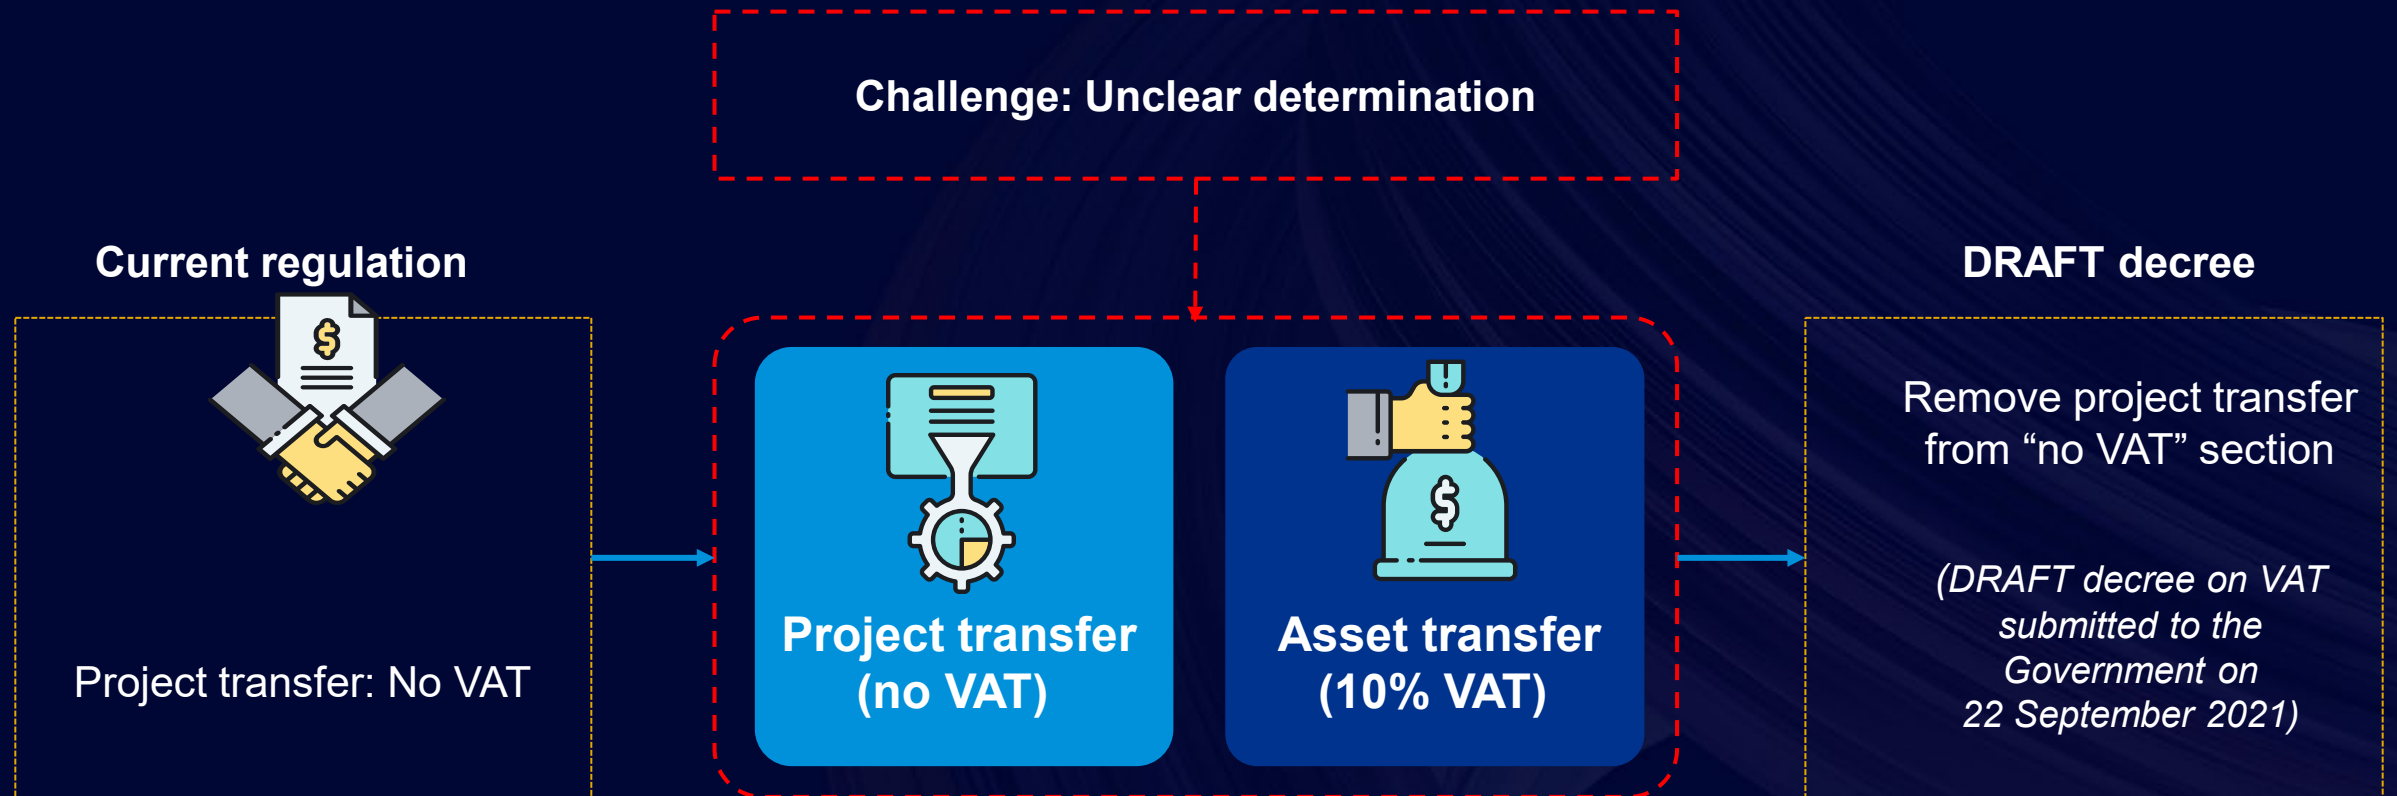 Challenge: Unclear determination
Current regulation
Project transfer: No VAT
Project transfer
(no VAT)
Asset transfer
(10% VAT)
DRAFT decree
Remove project transfer
from “no VAT” section
(DRAFT decree on VAT
submitted to the
Government on
22 September 2021)